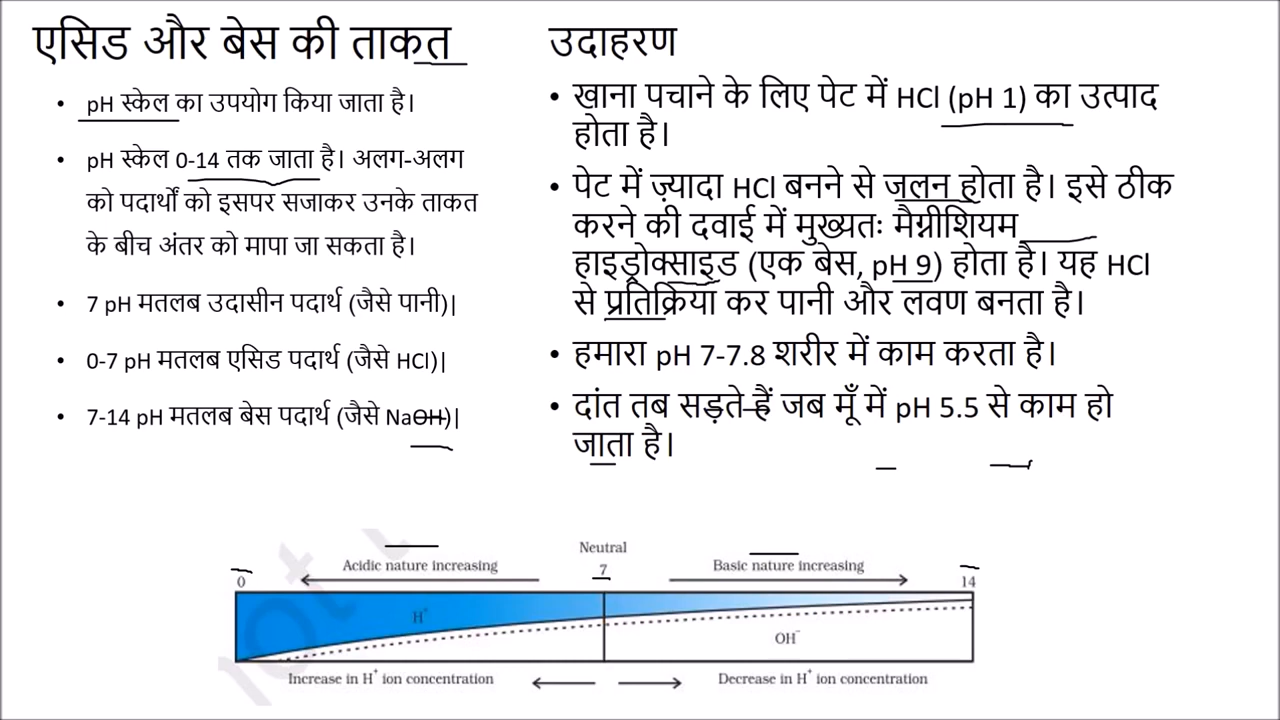 एसिड और बेस की ताकत
• pH स्केल का उपयोग किया जाता है।
• pH स्केल 0-14 तक जाता है। अलग-अलग
को पदार्थों को इसपर सजाकर उनके ताकत
के बीच अंतर को मापा जा सकता है।
• 7 pH मतलब उदासीन पदार्थ (जैसे पानी)|
• 0-7 pH मतलब एसिड पदार्थ (जैसे HCl)|
• 7-14 pH मतलब बेस पदार्थ (जैसे NaOH)|
उदाहरण
• खाना पचाने के लिए पेट में HCl (pH 1) का उत्पाद
होता है।
• पेट में ज़्यादा HCl बनने से जलन होता है। इसे ठीक
करने की दवाई में मुख्यतः मैग्नीशियम
हाइड्रोक्साइड (एक बेस, pH 9) होता है। यह HCl
से प्रतिक्रिया कर पानी और लवण बनता है।
• हमारा pH 7-7.8 शरीर में काम करता है।
• दांत तब सड़ते हैं जब मूँ में pH 5.5 से काम हो
जाता है।
Neutral
Acidic nature increasing
Basic nature increasing
0 7 14
H⁺
OH⁻
Increase in H⁺ ion concentration
Decrease in H⁺ ion concentration